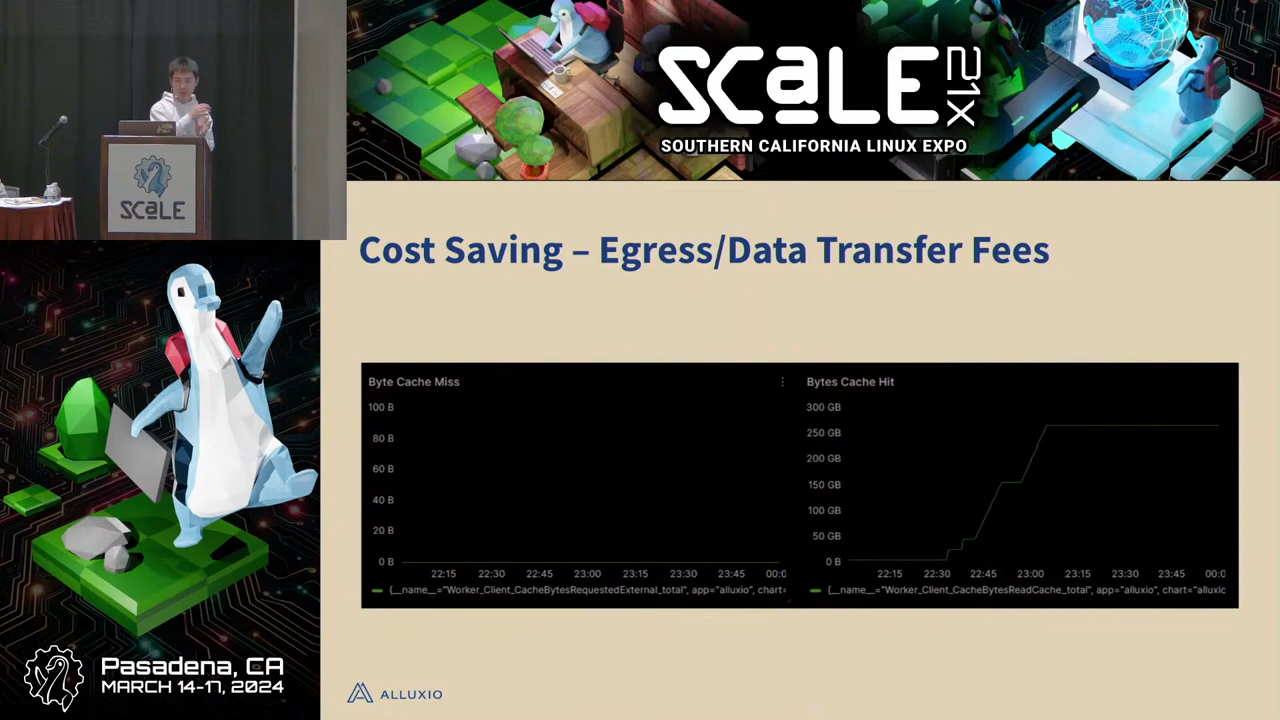 SCaLE 21X
SOUTHERN CALIFORNIA LINUX EXPO
SCaLE
Cost Saving – Egress/Data Transfer Fees
Byte Cache Miss
100 B
80 B
60 B
40 B
20 B
0 B
22:15 22:30 22:45 23:00 23:15 23:30 23:45 00:0
{__name__="Worker_Client_CacheBytesRequestedExternal_total", app="alluxio", chart=
Bytes Cache Hit
300 GB
250 GB
200 GB
150 GB
100 GB
50 GB
0 B
22:15 22:30 22:45 23:00 23:15 23:30 23:45 00:0
{__name__="Worker_Client_CacheBytesReadCache_total", app="alluxio", chart="alluxio
Pasadena, CA
MARCH 14-17, 2024
ALLUXIO